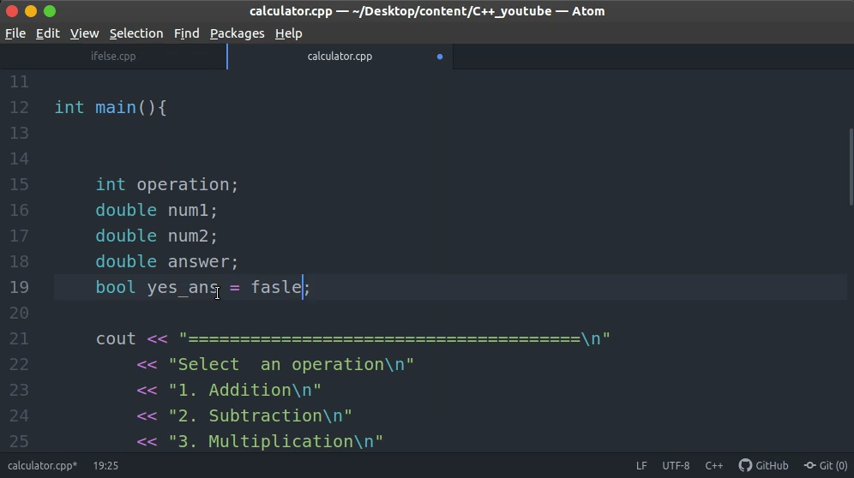 calculator.cpp — ~/Desktop/content/C++_youtube — Atom
File Edit View Selection Find Packages Help
ifelse.cpp calculator.cpp
11
12 int main(){
13
14
15 int operation;
16 double num1;
17 double num2;
18 double answer;
19 bool yes_ans = fasle;
20
21 cout << "======================================\n"
22 << "Select  an operation\n"
23 << "1. Addition\n"
24 << "2. Subtraction\n"
25 << "3. Multiplication\n"
calculator.cpp* 19:25 LF UTF-8 C++ GitHub Git (0)